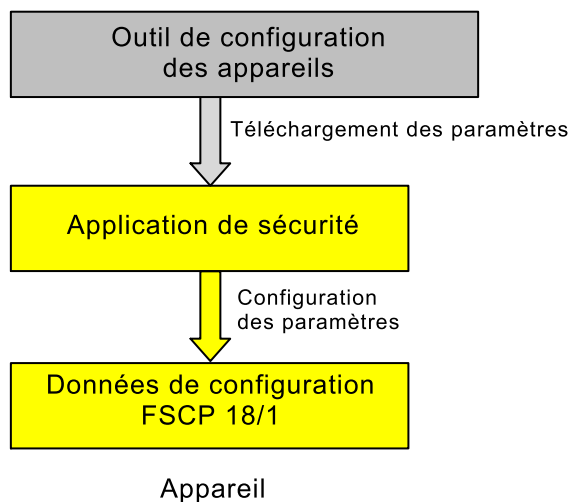 Outil de configuration
des appareils
Téléchargement des paramètres
Application de sécurité
Configuration
des paramètres
Données de configuration
FSCP 18/1
Appareil